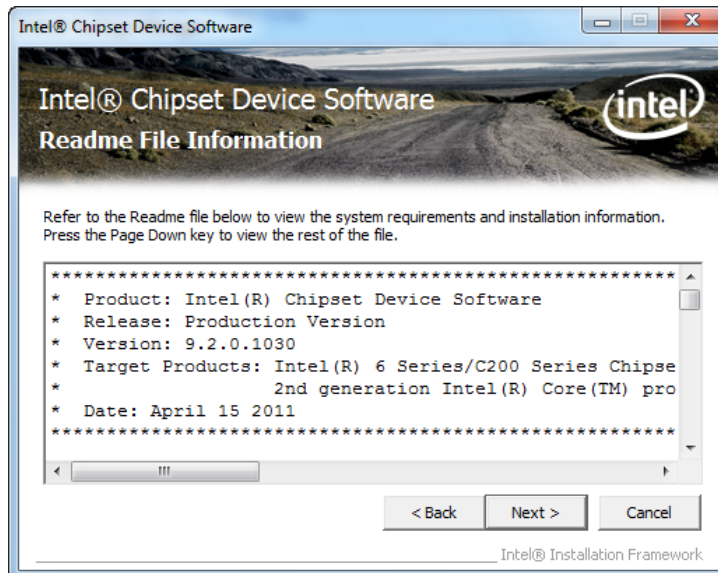 Intel® Chipset Device Software
Intel® Chipset Device Software
intel
Readme File Information
Refer to the Readme file below to view the system requirements and installation information.
Press the Page Down key to view the rest of the file.
************************************************************
* Product: Intel(R) Chipset Device Software
* Release: Production Version
* Version: 9.2.0.1030
* Target Products: Intel(R) 6 Series/C200 Series Chipse
* 2nd generation Intel(R) Core(TM) pro
* Date: April 15 2011
************************************************************
< Back Next > Cancel
Intel® Installation Framework